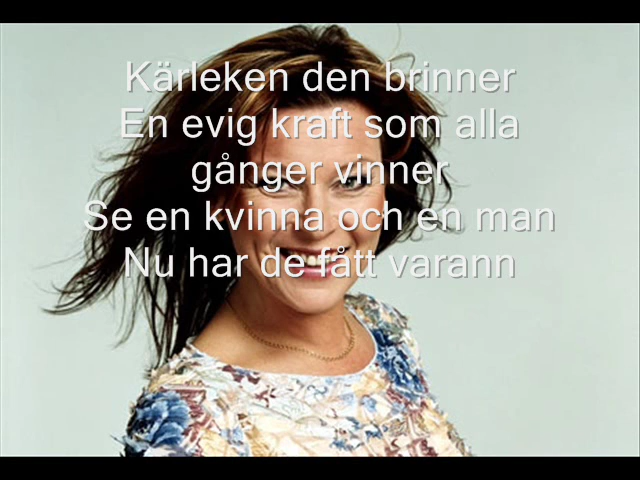 Kärleken den brinner
En evig kraft som alla
gånger vinner
Se en kvinna och en man
Nu har de fått varann